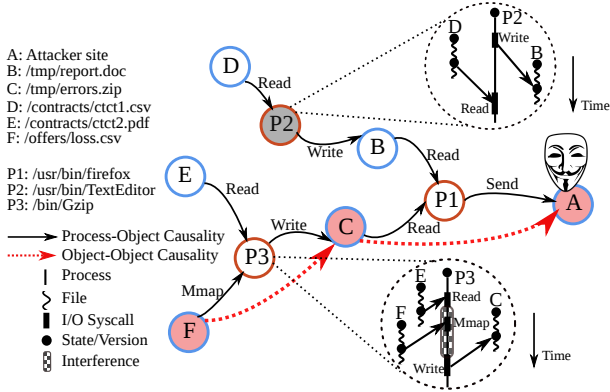 A: Attacker site
B: /tmp/report.doc
C: /tmp/errors.zip
D: /contracts/ctct1.csv
E: /contracts/ctct2.pdf
F: /offers/loss.csv
P1: /usr/bin/firefox
P2: /usr/bin/TextEditor
P3: /bin/Gzip
Process-Object Causality
Object-Object Causality
Process
File
I/O Syscall
State/Version
Interference
D
Read
P2
Write
B
Read
E
Read
P3
Write
C
Read
P1
Send
A
Mmap
F
P2
D
Write
B
Read
Time
P3
E
Read
C
F
Mmap
Write
Time